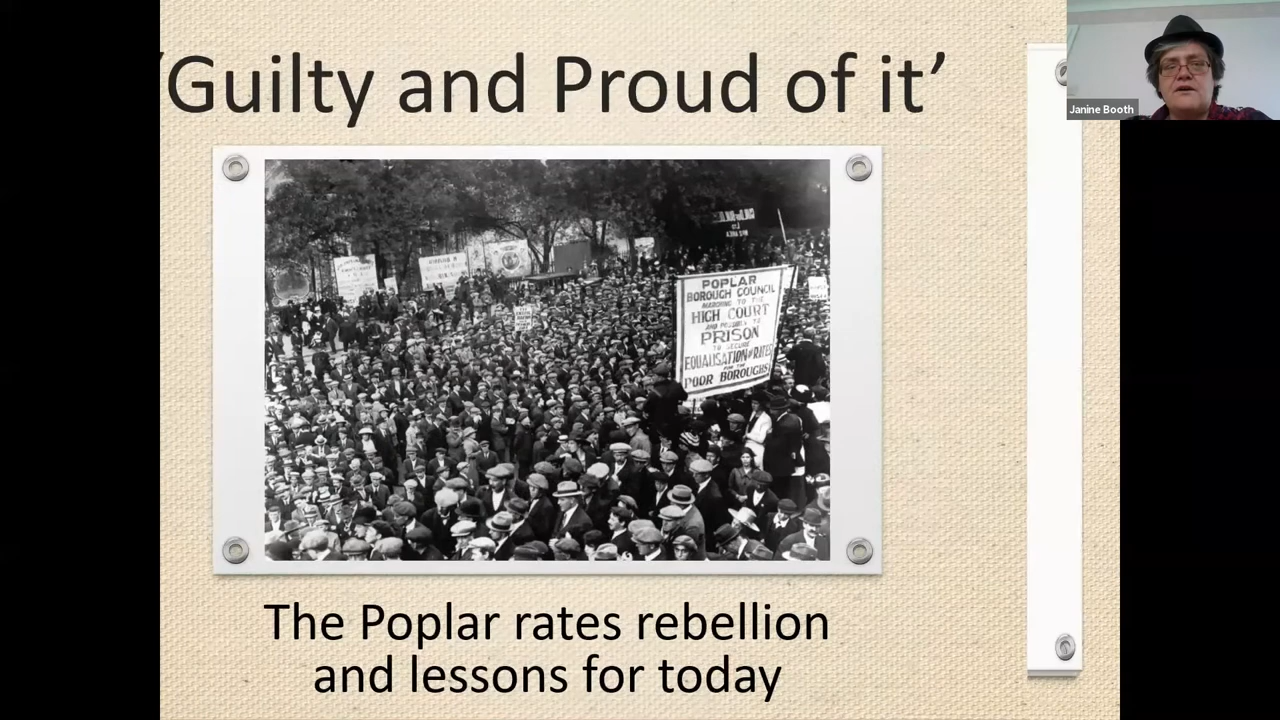 ‘Guilty and Proud of it’
Janine Booth
POPLAR
BOROUGH COUNCIL
MARCHING TO THE
HIGH COURT
AND POSSIBLY TO
PRISON
TO SECURE
EQUALISATION OF RATES
FOR THE
POOR BOROUGHS
The Poplar rates rebellion
and lessons for today